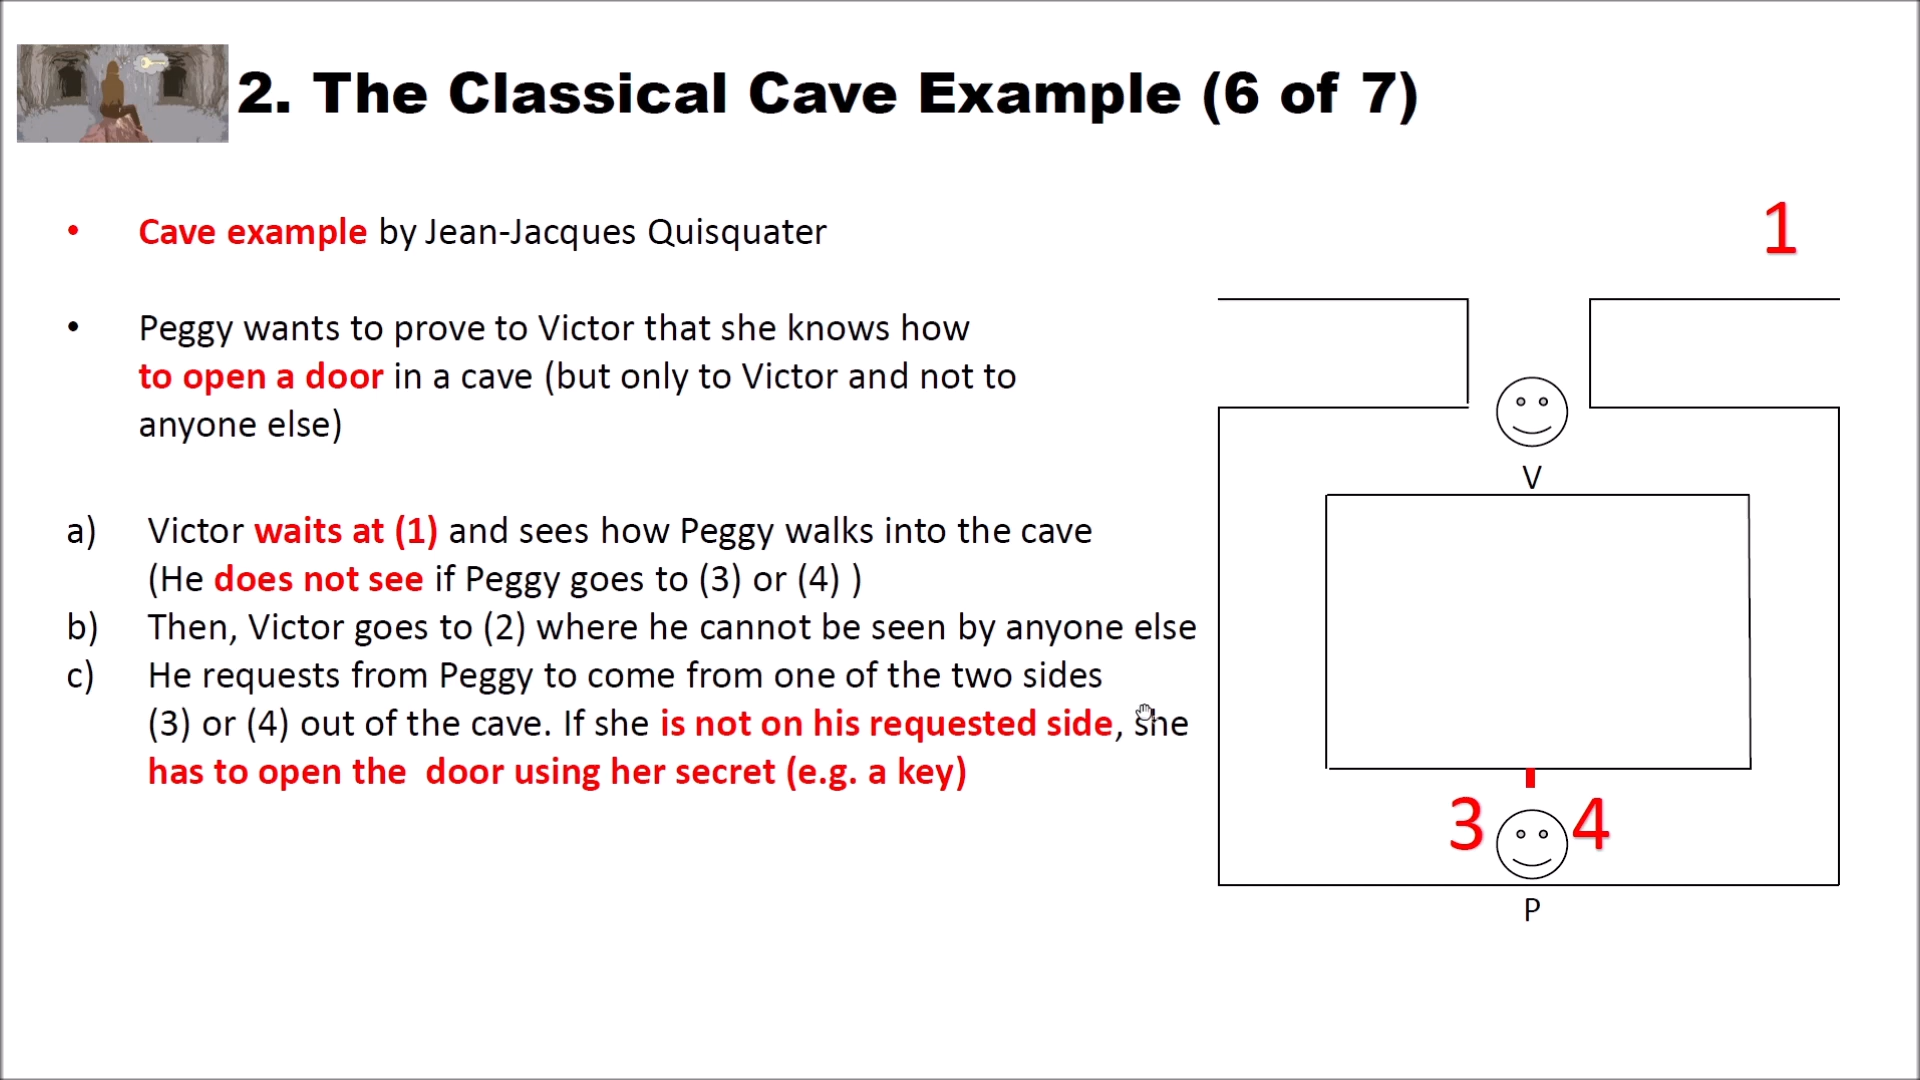 2. The Classical Cave Example (6 of 7)
• Cave example by Jean-Jacques Quisquater
• Peggy wants to prove to Victor that she knows how
to open a door in a cave (but only to Victor and not to
anyone else)
a) Victor waits at (1) and sees how Peggy walks into the cave
(He does not see if Peggy goes to (3) or (4) )
b) Then, Victor goes to (2) where he cannot be seen by anyone else
c) He requests from Peggy to come from one of the two sides
(3) or (4) out of the cave. If she is not on his requested side, she
has to open the  door using her secret (e.g. a key)
1
V
3 4
P